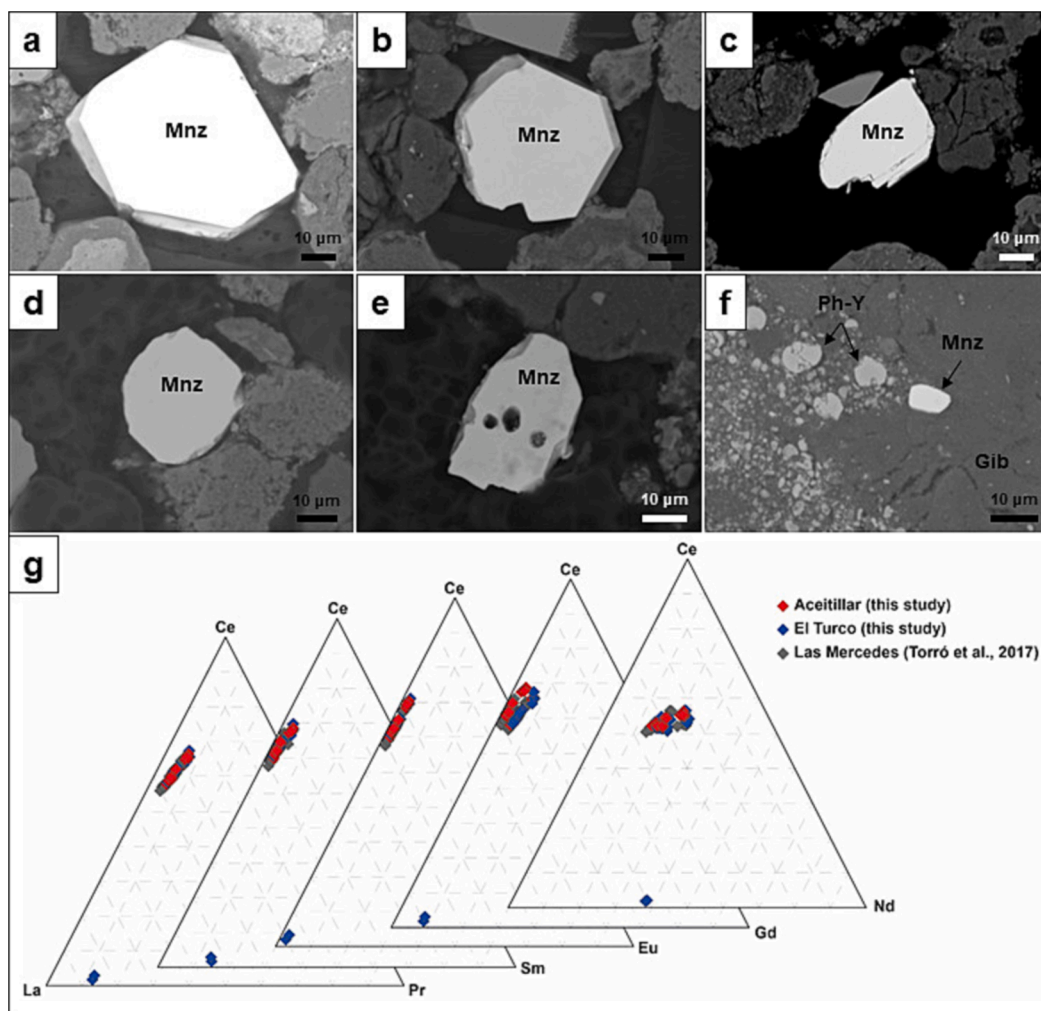 a
Mnz
10 µm
b
Mnz
10 µm
c
Mnz
10 µm
d
Mnz
10 µm
e
Mnz
10 µm
f
Ph-Y
Mnz
Gib
10 µm
g
Ce
Ce
Ce
Ce
Ce
Aceitillar (this study)
El Turco (this study)
Las Mercedes (Torró et al., 2017)
Nd
Gd
Eu
Sm
La
Pr